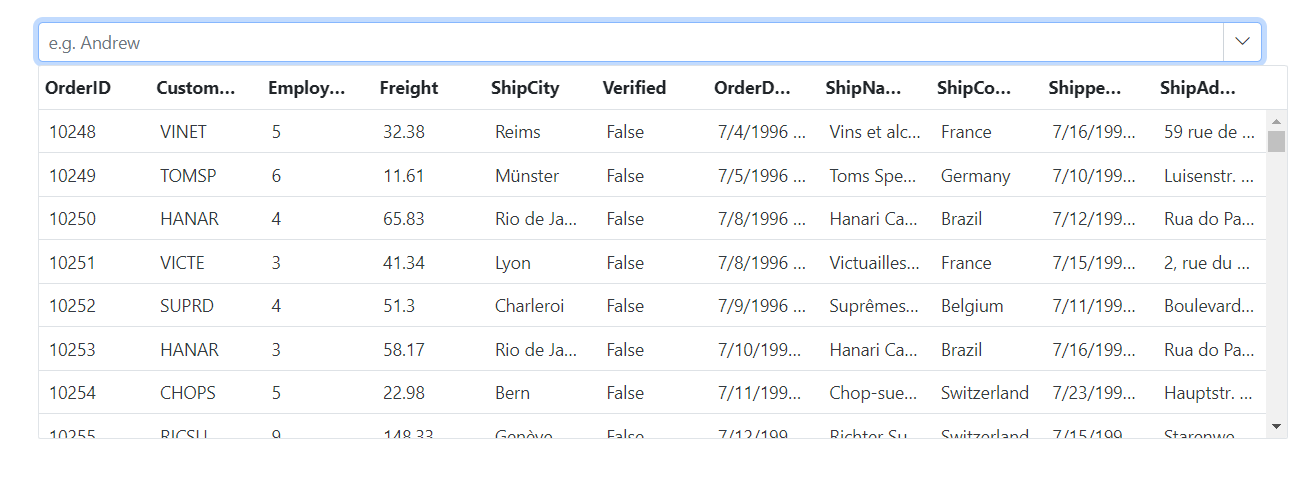 e.g. Andrew
OrderID Custom... Employ... Freight ShipCity Verified OrderD... ShipNa... ShipCo... Shippe... ShipAd...
10248 VINET 5 32.38 Reims False 7/4/1996 ... Vins et alc... France 7/16/199... 59 rue de ...
10249 TOMSP 6 11.61 Münster False 7/5/1996 ... Toms Spe... Germany 7/10/199... Luisenstr. ...
10250 HANAR 4 65.83 Rio de Ja... False 7/8/1996 ... Hanari Ca... Brazil 7/12/199... Rua do Pa...
10251 VICTE 3 41.34 Lyon False 7/8/1996 ... Victuailles... France 7/15/199... 2, rue du ...
10252 SUPRD 4 51.3 Charleroi False 7/9/1996 ... Suprêmes... Belgium 7/11/199... Boulevard...
10253 HANAR 3 58.17 Rio de Ja... False 7/10/199... Hanari Ca... Brazil 7/16/199... Rua do Pa...
10254 CHOPS 5 22.98 Bern False 7/11/199... Chop-sue... Switzerland 7/23/199... Hauptstr. ...
10255 RICSU 9 148.33 Genève False 7/12/199... Richter Su... Switzerland 7/15/199... Starenwe...